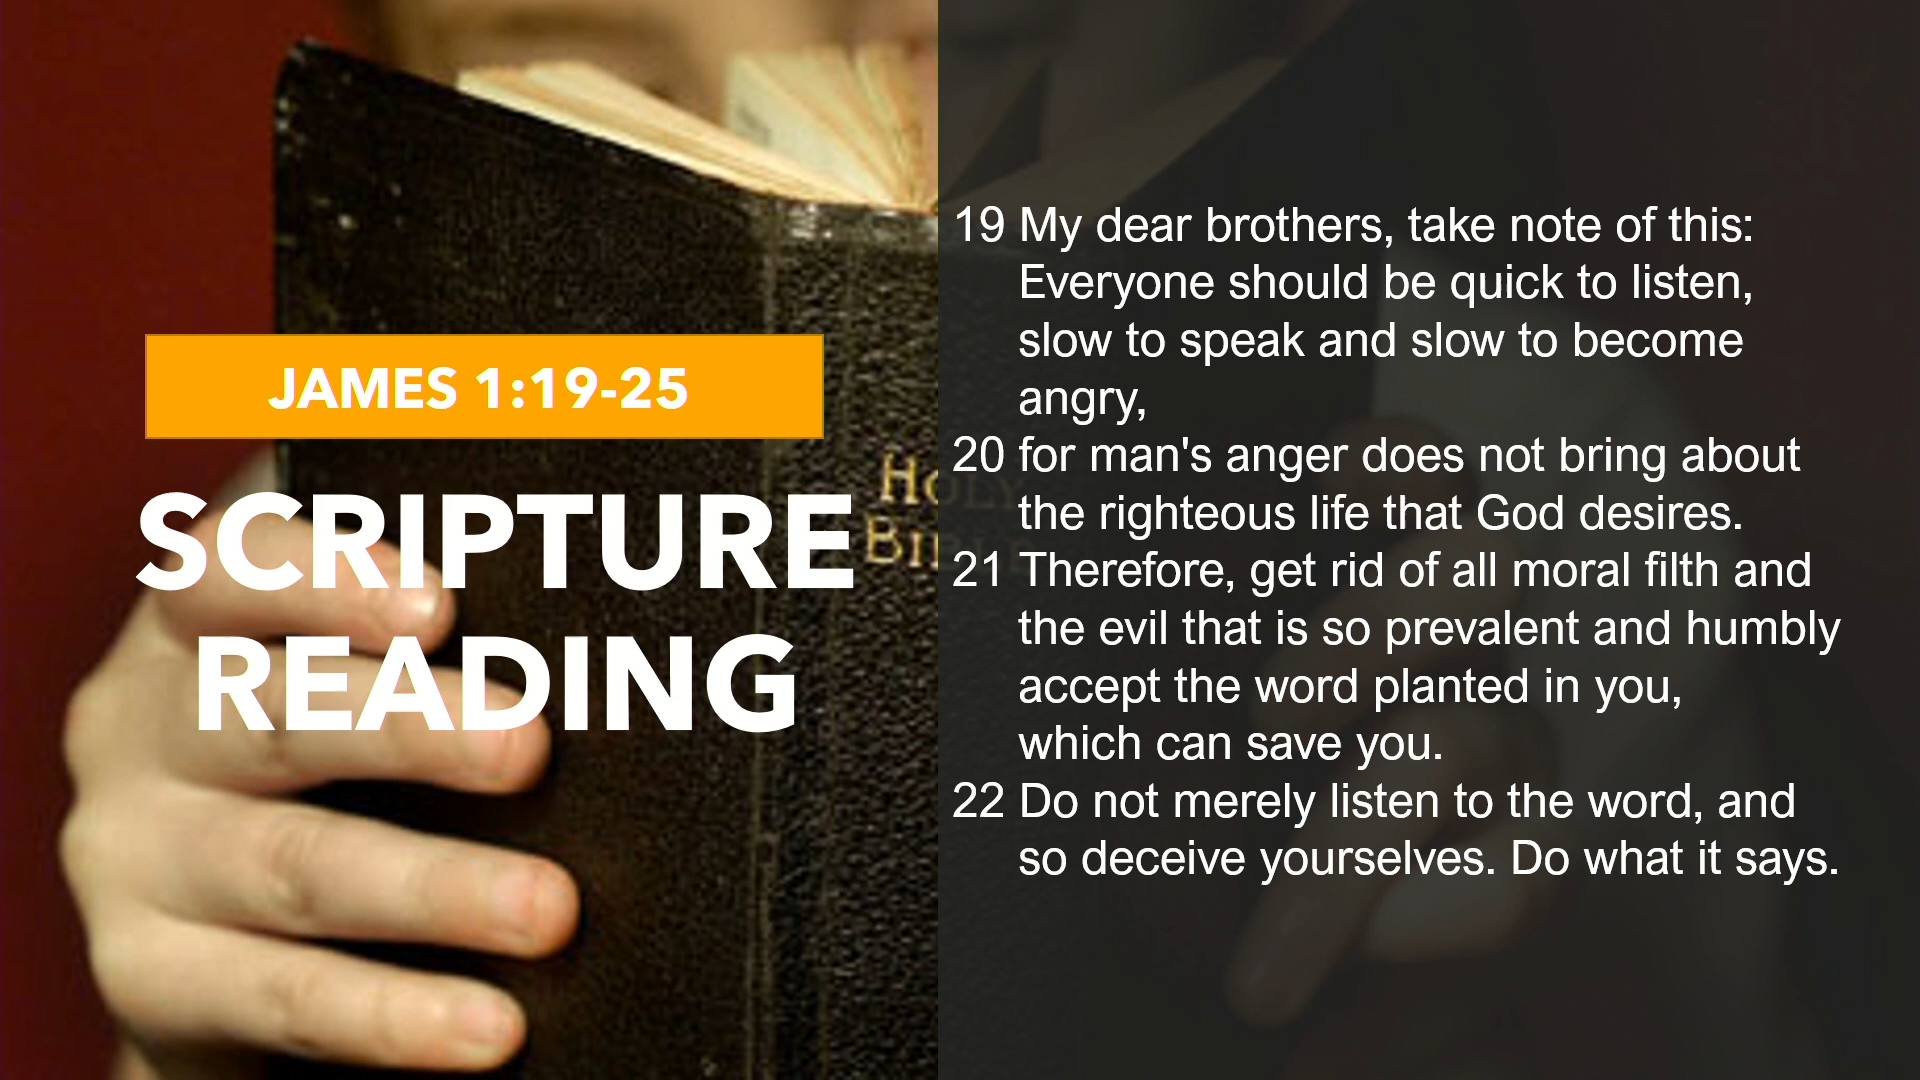 JAMES 1:19-25
SCRIPTURE
READING
HOLY
BIBLE
19 My dear brothers, take note of this:
Everyone should be quick to listen,
slow to speak and slow to become
angry,
20 for man's anger does not bring about
the righteous life that God desires.
21 Therefore, get rid of all moral filth and
the evil that is so prevalent and humbly
accept the word planted in you,
which can save you.
22 Do not merely listen to the word, and
so deceive yourselves. Do what it says.